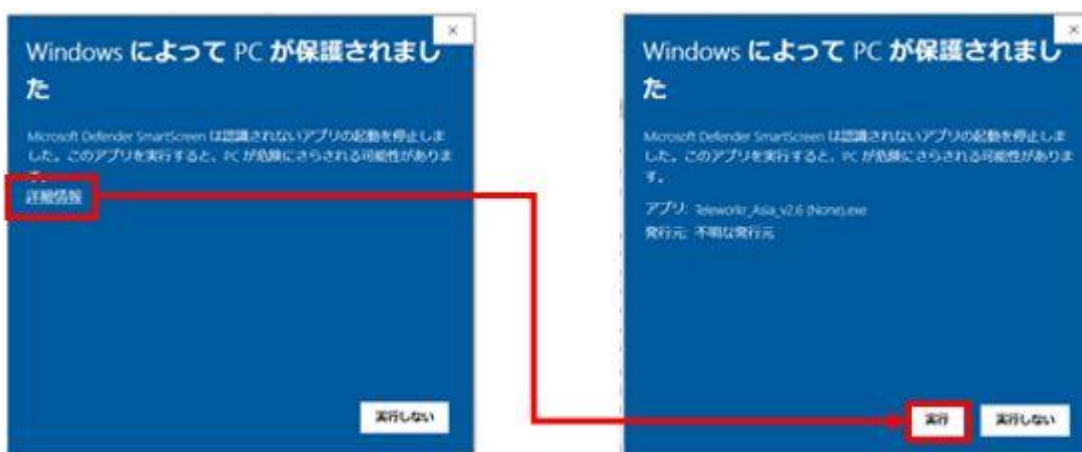 Windows によって PC が保護されまし
た
Microsoft Defender SmartScreen は認識されないアプリの起動を停止しま
した。このアプリを実行すると、PC が危険にさらされる可能性がありま
す。
詳細情報
実行しない
Windows によって PC が保護されまし
た
Microsoft Defender SmartScreen は認識されないアプリの起動を停止しま
した。このアプリを実行すると、PC が危険にさらされる可能性がありま
す。
アプリ: Teleworkr_Asia_v2.6 (None).exe
発行元: 不明な発行元
実行
実行しない